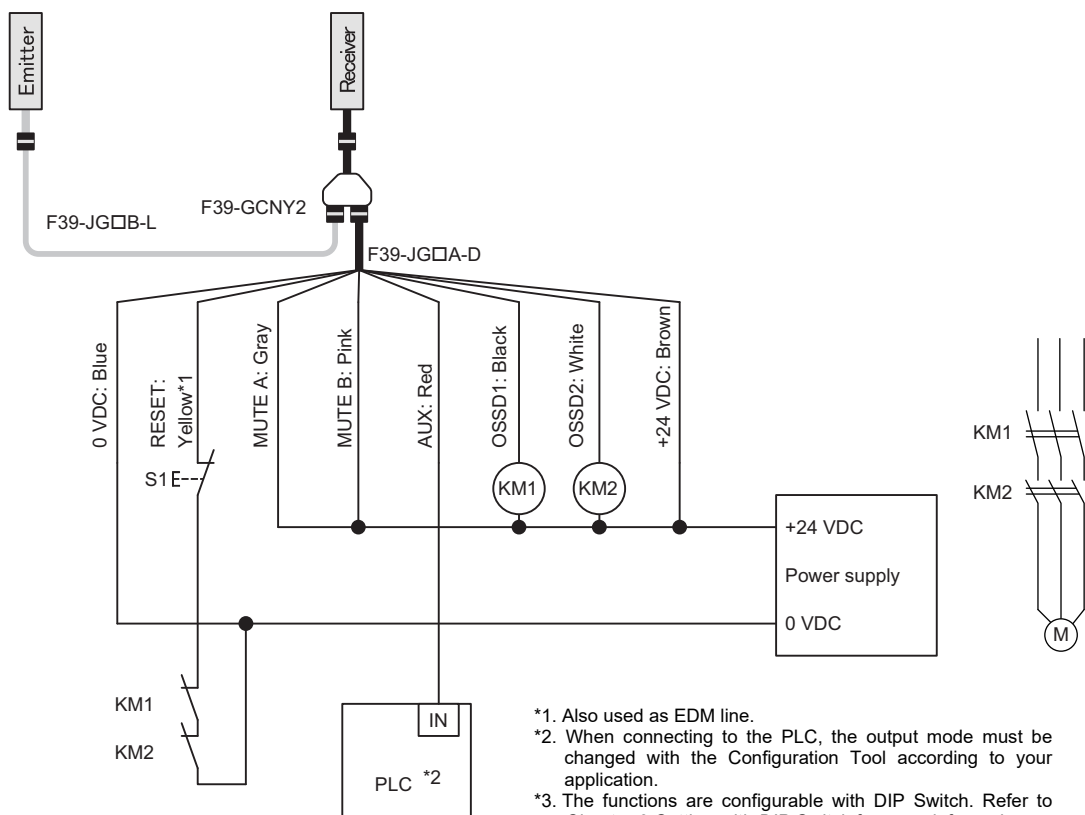 Emitter
Receiver
F39-JG□B-L
F39-GCNY2
F39-JG□A-D
0 VDC: Blue
RESET:
Yellow*1
MUTE A: Gray
MUTE B: Pink
AUX: Red
OSSD1: Black
OSSD2: White
+24 VDC: Brown
S1
KM1
KM2
KM1
KM2
+24 VDC
Power supply
0 VDC
M
KM1
KM2
IN
PLC *2
*1. Also used as EDM line.
*2. When connecting to the PLC, the output mode must be
changed with the Configuration Tool according to your
application.
*3. The functions are configurable with DIP Switch. Refer to